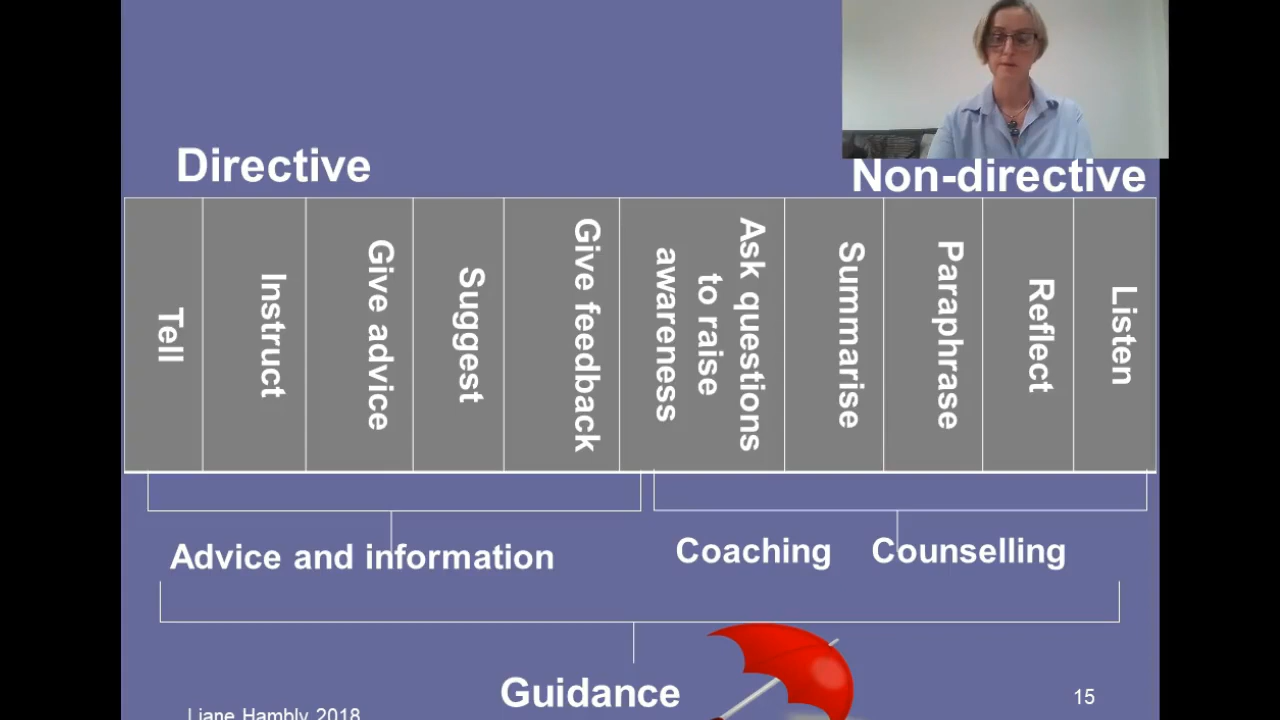 Directive
Non-directive
Tell
Instruct
Give advice
Suggest
Give feedback
Ask questions
to raise
awareness
Summarise
Paraphrase
Reflect
Listen
Advice and information
Coaching
Counselling
Guidance
Liane Hambly 2018
15